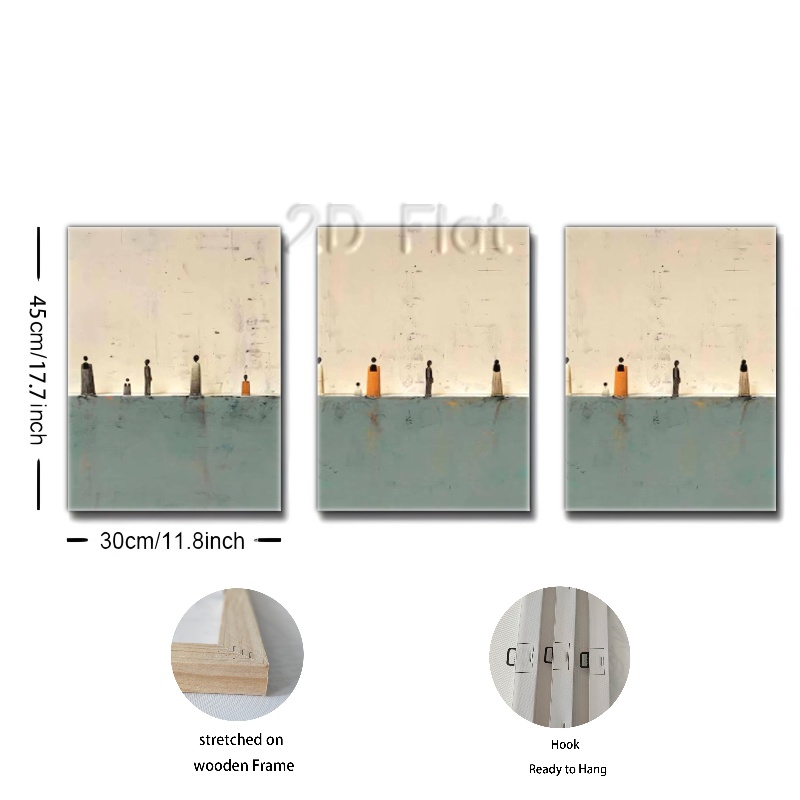 2D Flat
45cm/17.7inch
30cm/11.8inch
stretched on
wooden Frame
Hook
Ready to Hang